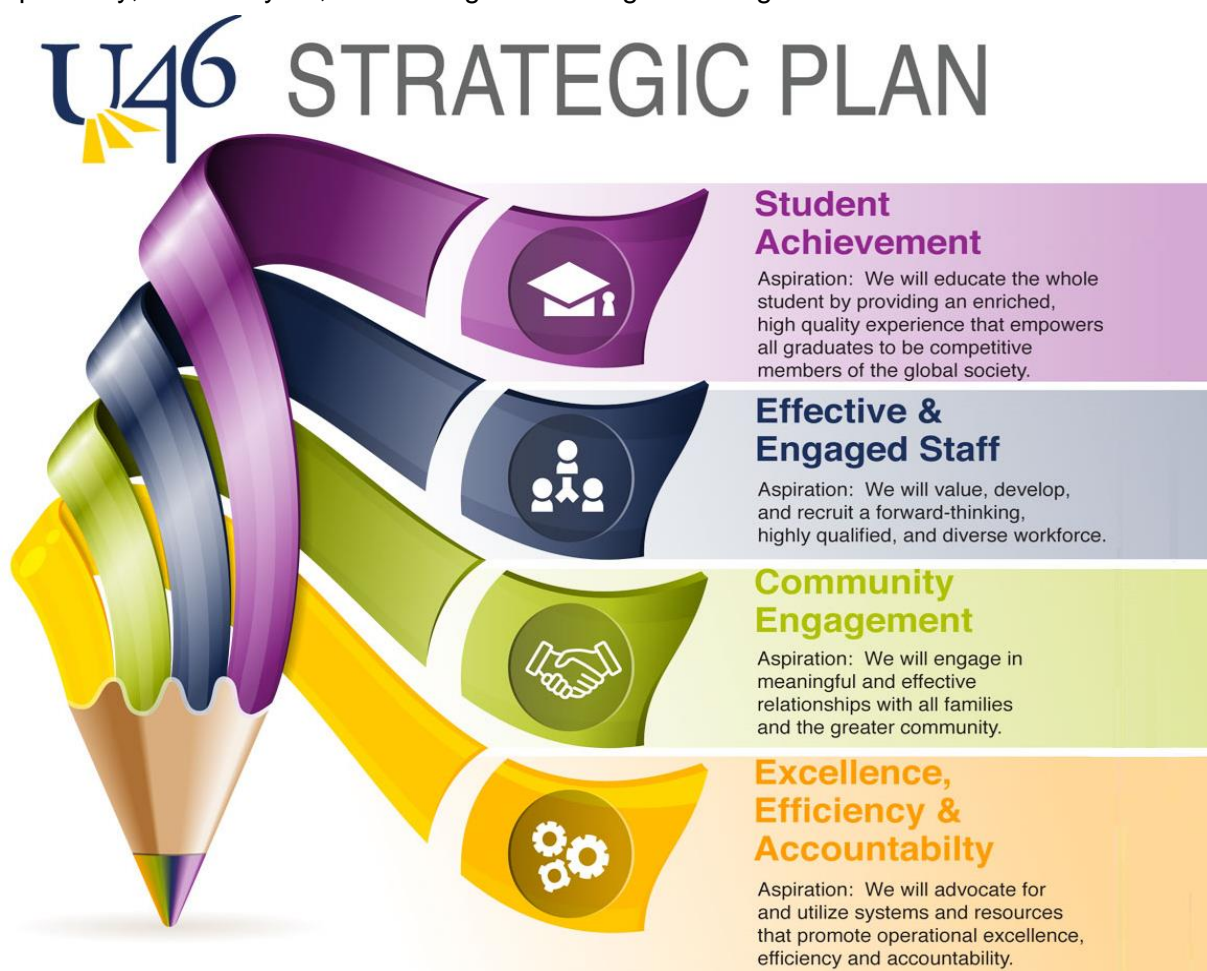 U46 STRATEGIC PLAN
Student
Achievement
Aspiration: We will educate the whole
student by providing an enriched,
high quality experience that empowers
all graduates to be competitive
members of the global society.
Effective &
Engaged Staff
Aspiration: We will value, develop,
and recruit a forward-thinking,
highly qualified, and diverse workforce.
Community
Engagement
Aspiration: We will engage in
meaningful and effective
relationships with all families
and the greater community.
Excellence,
Efficiency &
Accountabilty
Aspiration: We will advocate for
and utilize systems and resources
that promote operational excellence,
efficiency and accountability.